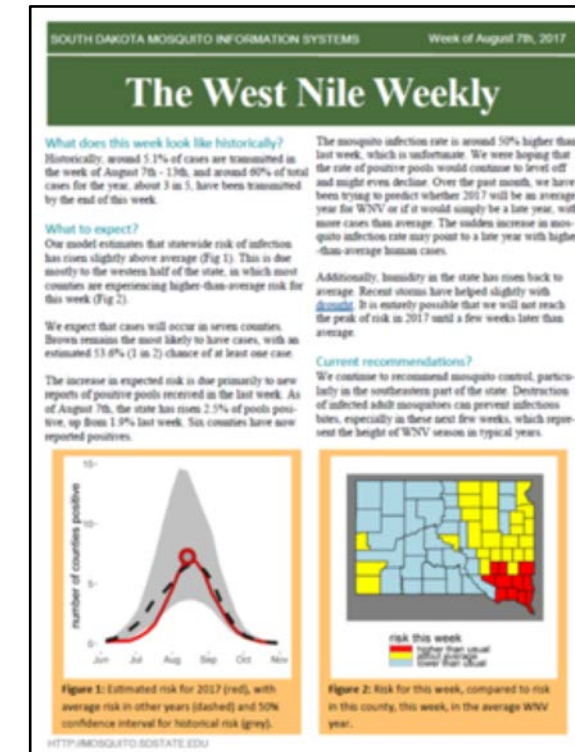 SOUTH DAKOTA MOSQUITO INFORMATION SYSTEMS
Week of August 7th, 2017
The West Nile Weekly
What does this week look like historically?
Historically, around 5.1% of cases are transmitted in
the week of August 7th - 13th, and around 60% of total
cases for the year, about 3 in 5, have been transmitted
by the end of this week.
What to expect?
Our model estimates that statewide risk of infection
has risen slightly above average (Fig 1). This is due
mostly to the western half of the state, in which most
counties are experiencing higher-than-average risk for
this week (Fig 2).
We expect that cases will occur in seven counties.
Brown remains the most likely to have cases, with an
estimated 53.6% (1 in 2) chance of at least one case.
The increase in expected risk is due primarily to new
reports of positive pools received in the last week. As
of August 7th, the state has risen 2.5% of pools posi-
tive, up from 1.9% last week. Six counties have now
reported positives.
The mosquito infection rate is around 50% higher than
last week, which is unfortunate. We were hoping that
the rate of positive pools would continue to level off
and might even decline. Over the past month, we have
been trying to predict whether 2017 will be an average
year for WNV or if it would simply be a late year, with
more cases than average. The sudden increase in mos-
quito infection rate may point to a late year with higher
-than-average human cases.
Additionally, humidity in the state has risen back to
average. Recent storms have helped slightly with
drought. It is entirely possible that we will not reach
the peak of risk in 2017 until a few weeks later than
average.
Current recommendations?
We continue to recommend mosquito control, particu-
larly in the southeastern part of the state. Destruction
of infected adult mosquitoes can prevent infectious
bites, especially in these next few weeks, which repre-
sent the height of WNV season in typical years.
number of counties positive
15
10
5
0
Jun Jul Aug Sep Oct Nov
Figure 1: Estimated risk for 2017 (red), with
average risk in other years (dashed) and 50%
confidence interval for historical risk (grey).
risk this week
higher than usual
about average
lower than usual
Figure 2: Risk for this week, compared to risk
in this county, this week, in the average WNV
year.
HTTP://MOSQUITO.SDSTATE.EDU